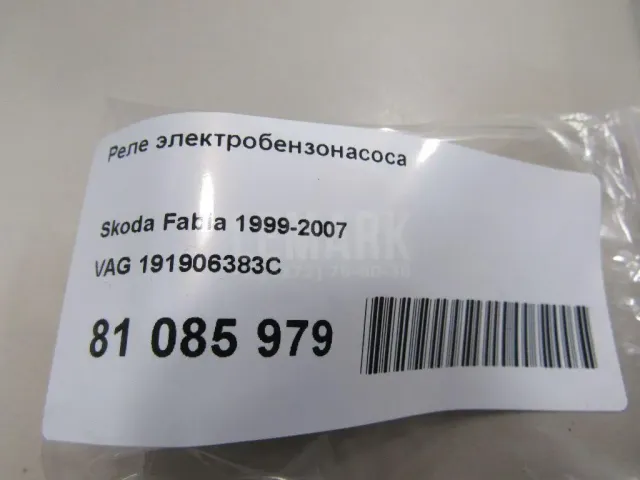 Реле электробензонасоса
Skoda Fabia 1999-2007
VAG 191906383C
81 085 979